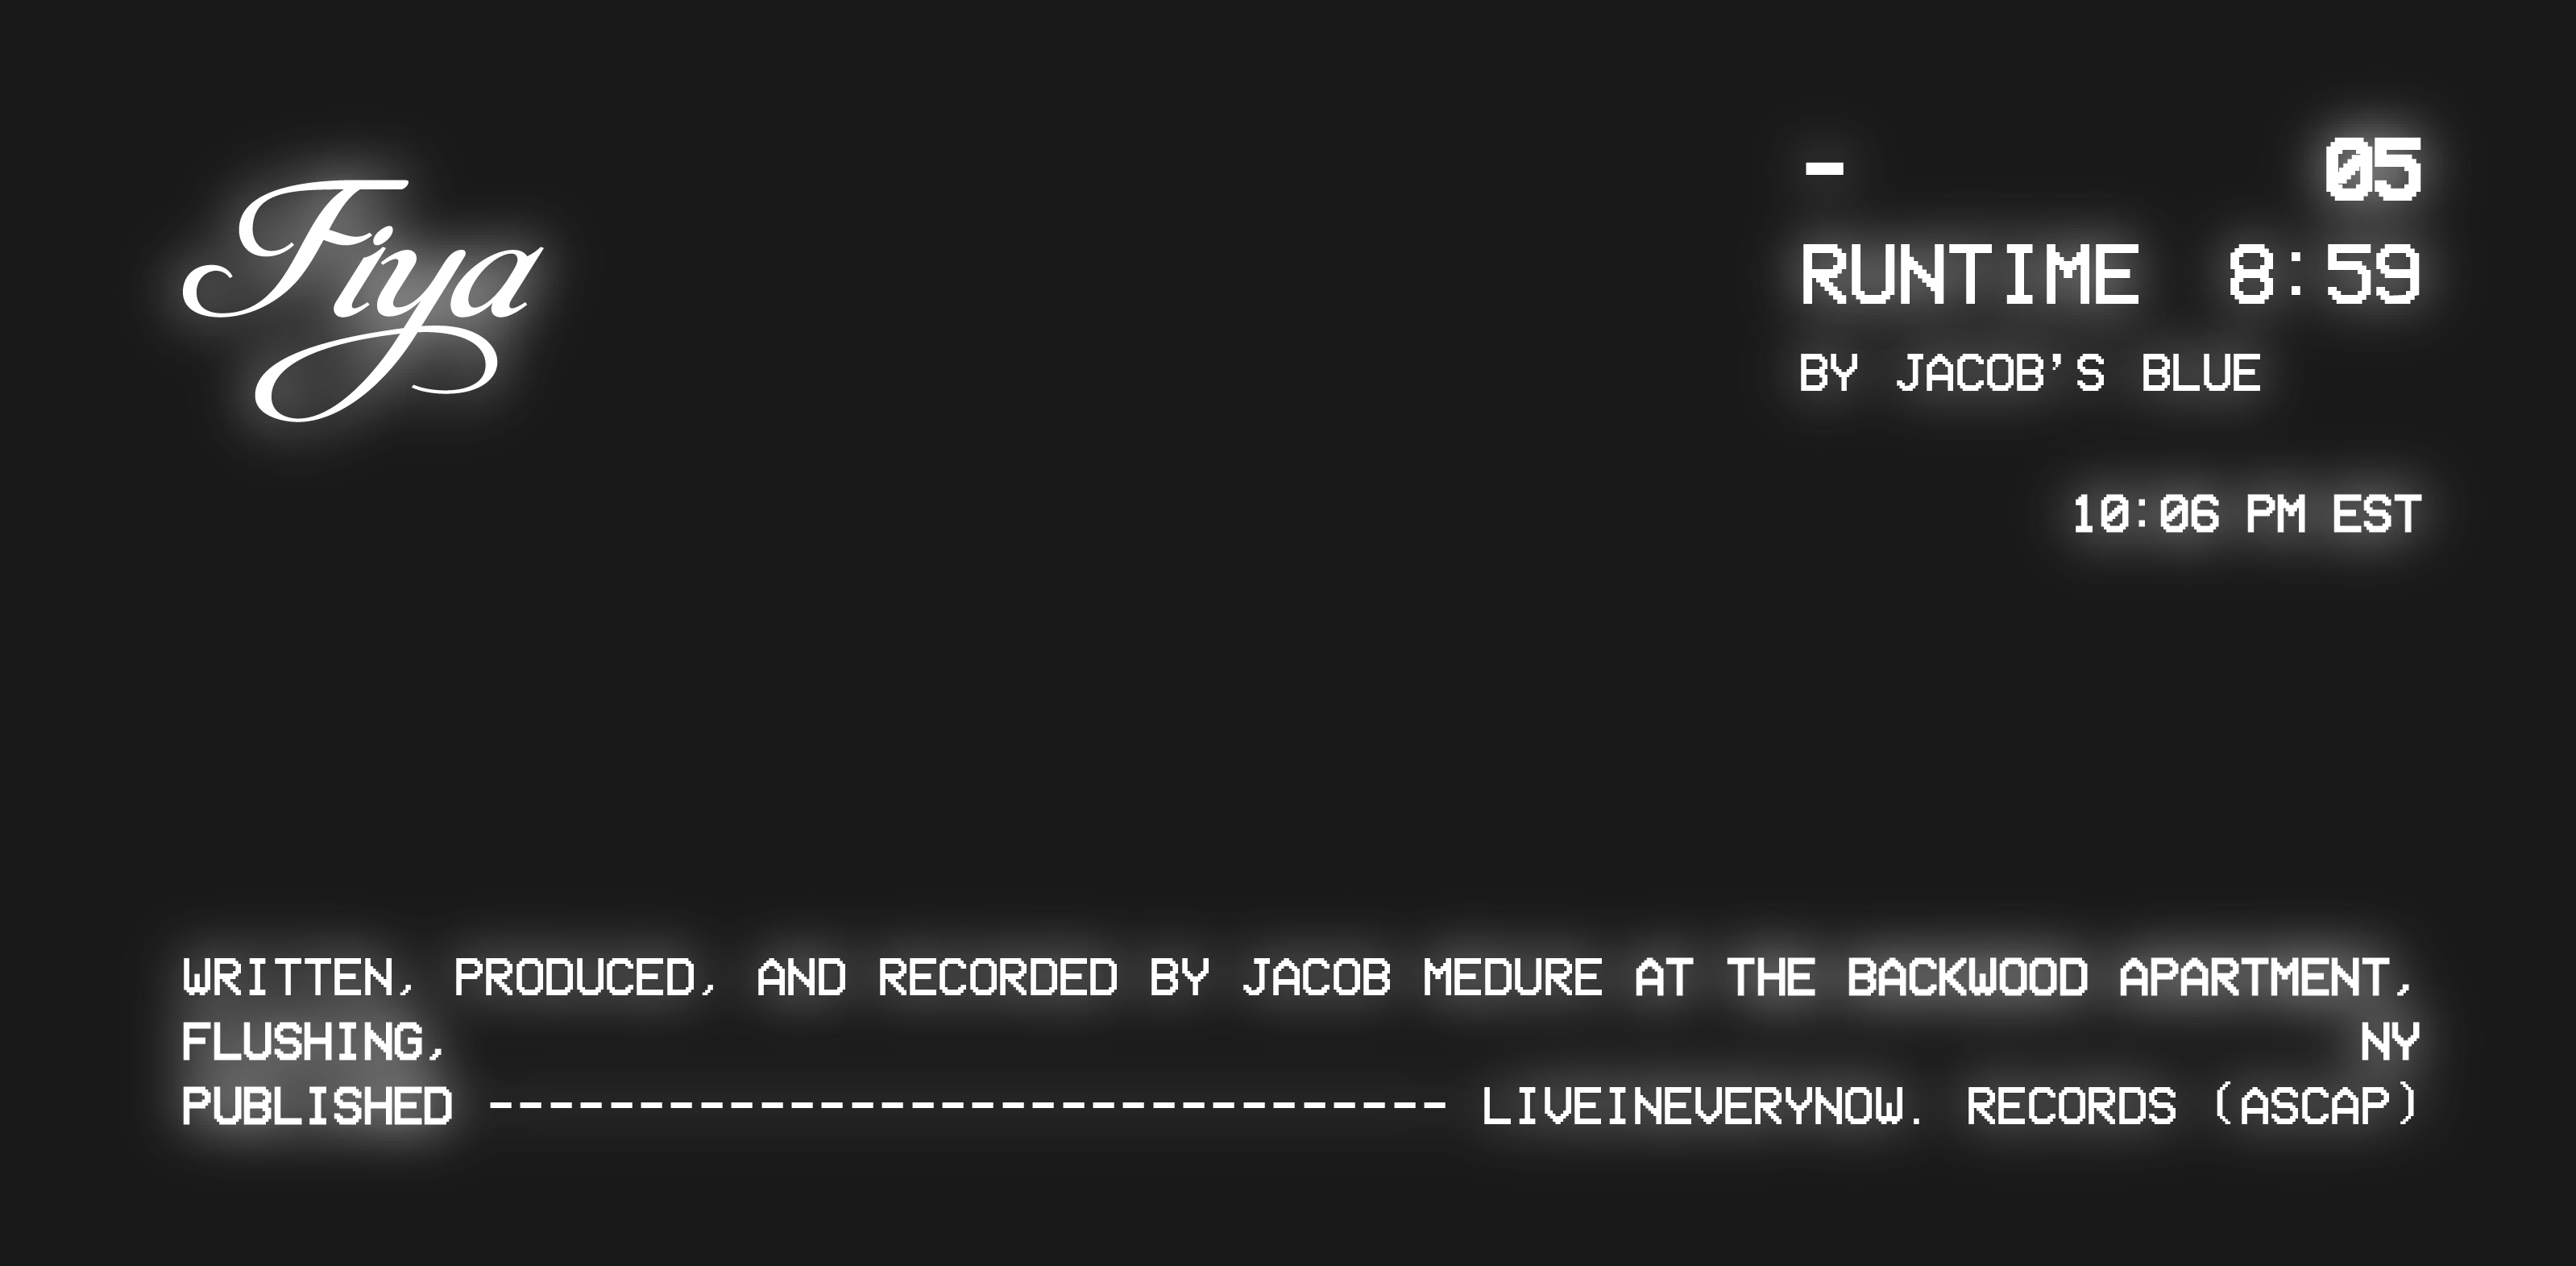 Fiya
- 05
RUNTIME 8:59
BY JACOB'S BLUE
10:06 PM EST
WRITTEN, PRODUCED, AND RECORDED BY JACOB MEDURE AT THE BACKWOOD APARTMENT,
FLUSHING, NY
PUBLISHED -------------------------------- LIVEINEVERYNOW. RECORDS (ASCAP)